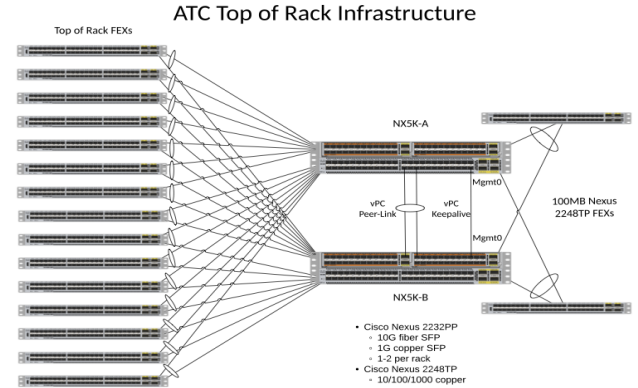 ATC Top of Rack Infrastructure
Top of Rack FEXs
NX5K-A
Mgmt0
vPC
Peer-Link
vPC
Keepalive
100MB Nexus
2248TP FEXs
Mgmt0
NX5K-B
• Cisco Nexus 2232PP
◦ 10G fiber SFP
◦ 1G copper SFP
◦ 1-2 per rack
• Cisco Nexus 2248TP
◦ 10/100/1000 copper